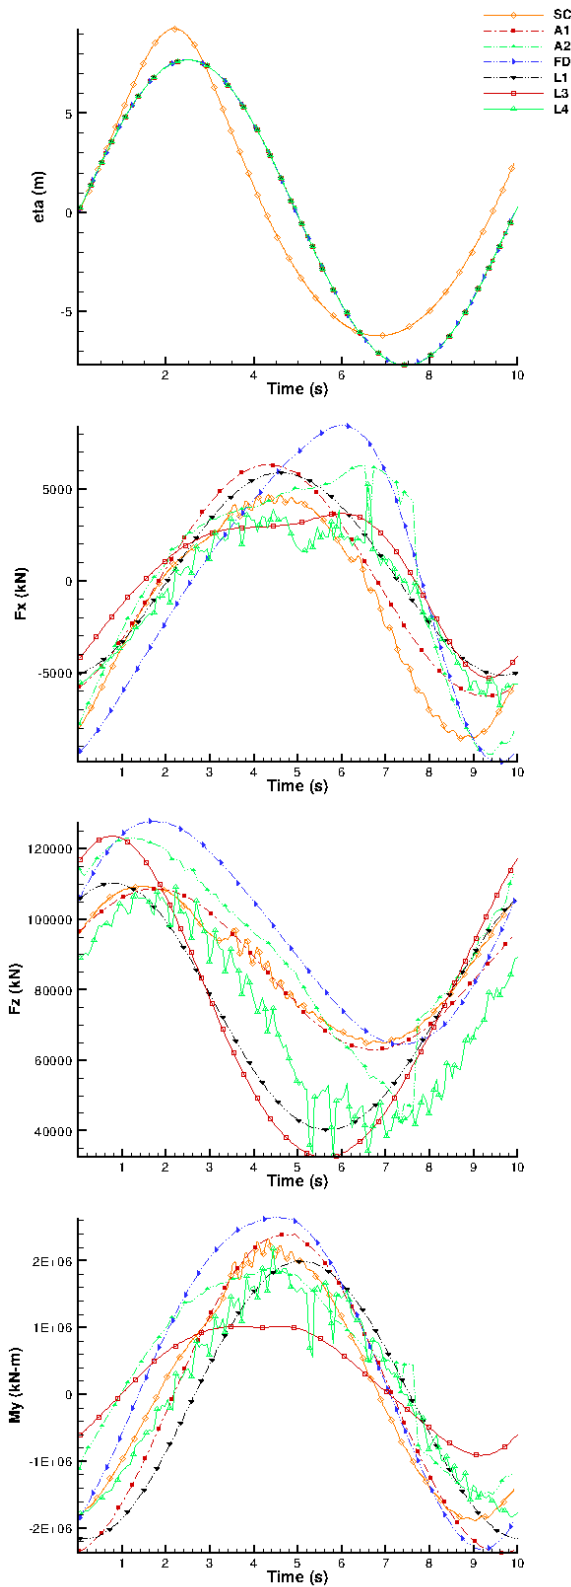 SC
A1
A2
FD
L1
L3
L4
eta (m)
5
0
-5
2
4
6
8
10
Time (s)
Fx (kN)
5000
0
-5000
1
2
3
4
5
6
7
8
9
10
Time (s)
Fz (kN)
120000
100000
80000
60000
40000
1
2
3
4
5
6
7
8
9
10
Time (s)
My (kN-m)
2E+06
1E+06
0
-1E+06
-2E+06
1
2
3
4
5
6
7
8
9
10
Time (s)